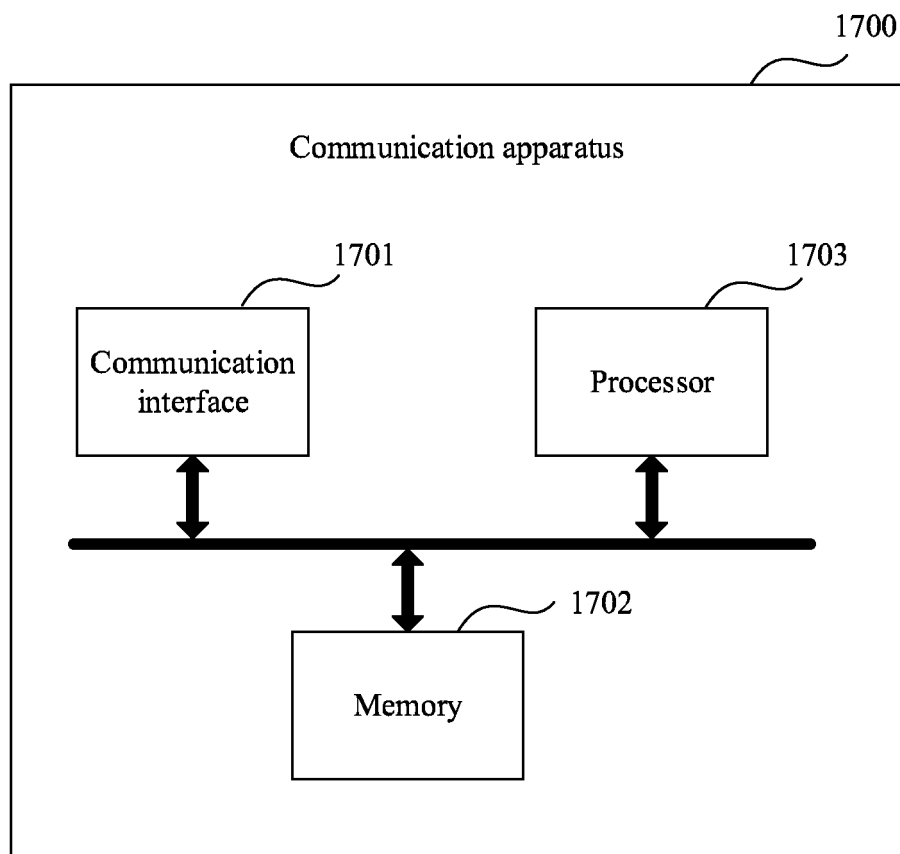 1700
Communication apparatus
1701
1703
Communication
interface
Processor
1702
Memory